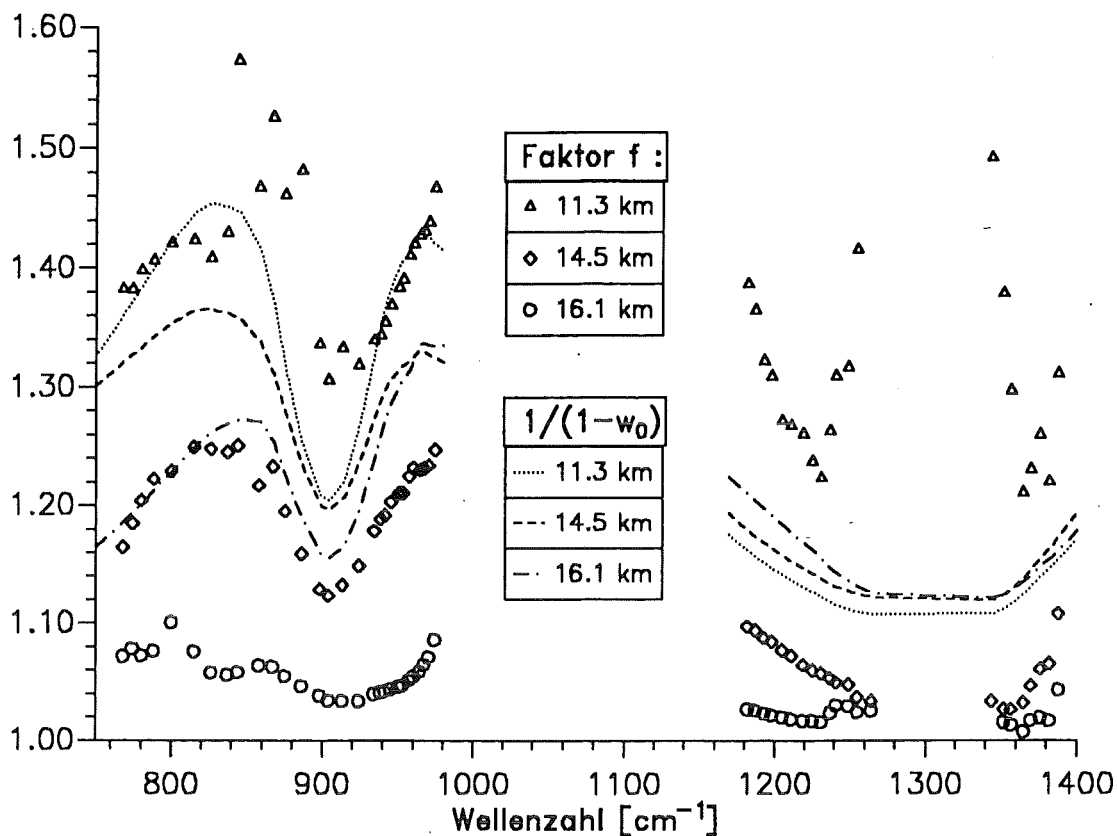 1.60
1.50
1.40
1.30
1.20
1.10
1.00
Faktor f :
11.3 km
14.5 km
16.1 km
1/(1-w₀)
11.3 km
14.5 km
16.1 km
800 900 1000 1100 1200 1300 1400
Wellenzahl [cm⁻¹]